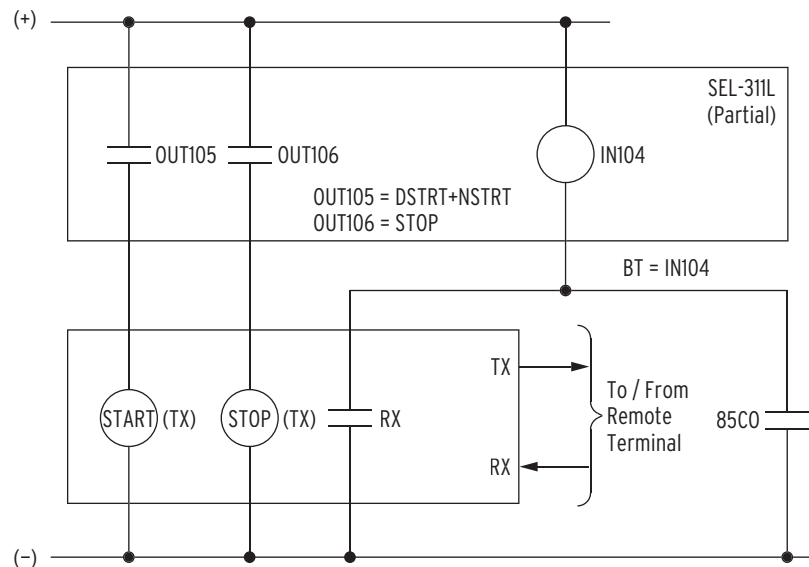 (+)
SEL-311L
(Partial)
OUT105
OUT106
IN104
OUT105 = DSTRT+NSTRT
OUT106 = STOP
BT = IN104
TX
START (TX)
STOP (TX)
RX
To / From
Remote
Terminal
85CO
RX
(–)